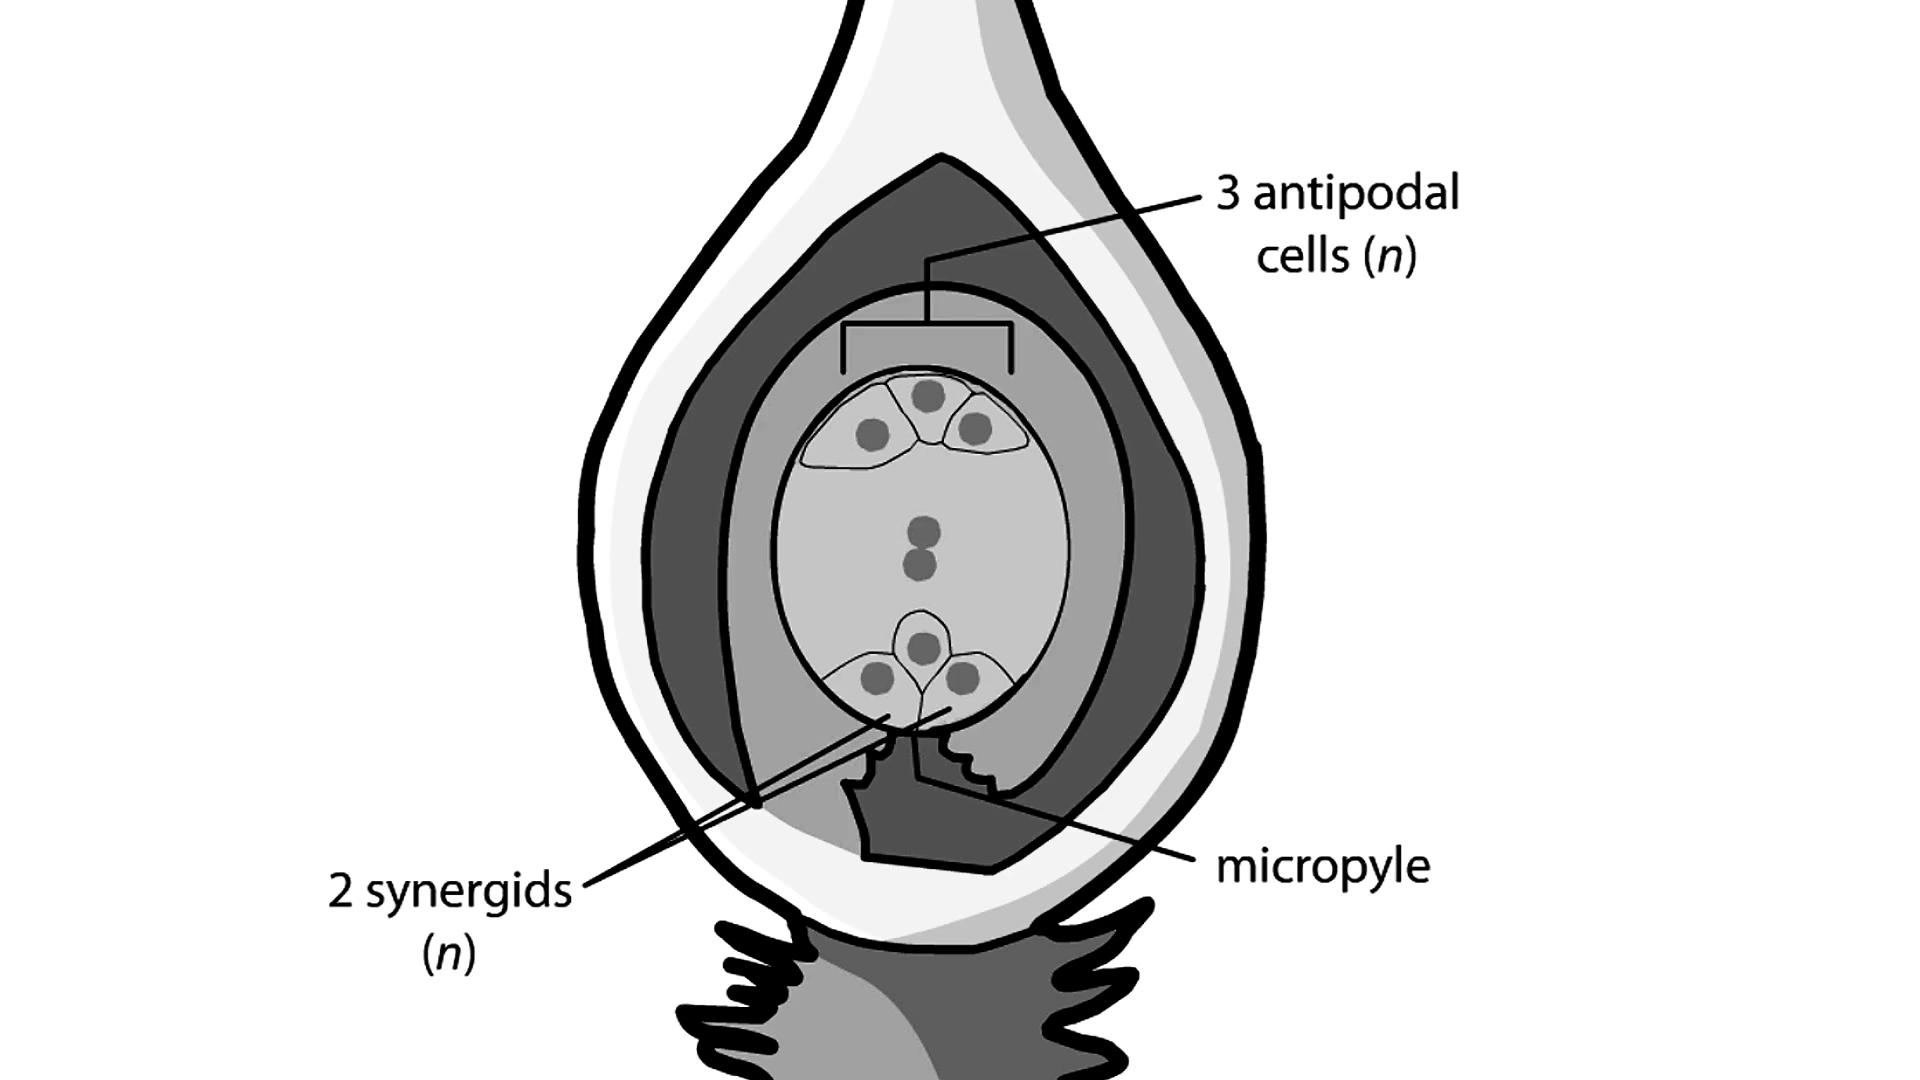 3 antipodal
cells (n)
2 synergids
(n)
micropyle